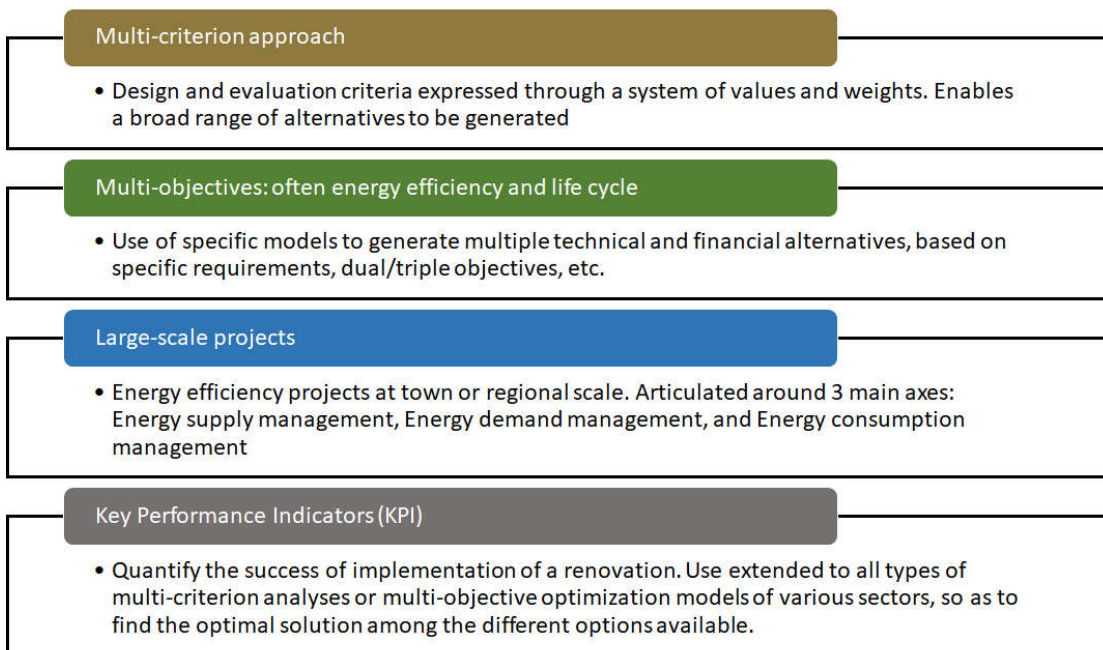 Multi-criterion approach
• Design and evaluation criteria expressed through a system of values and weights. Enables
a broad range of alternatives to be generated
Multi-objectives: often energy efficiency and life cycle
• Use of specific models to generate multiple technical and financial alternatives, based on
specific requirements, dual/triple objectives, etc.
Large-scale projects
• Energy efficiency projects at town or regional scale. Articulated around 3 main axes:
Energy supply management, Energy demand management, and Energy consumption
management
Key Performance Indicators (KPI)
• Quantify the success of implementation of a renovation. Use extended to all types of
multi-criterion analyses or multi-objective optimization models of various sectors, so as to
find the optimal solution among the different options available.